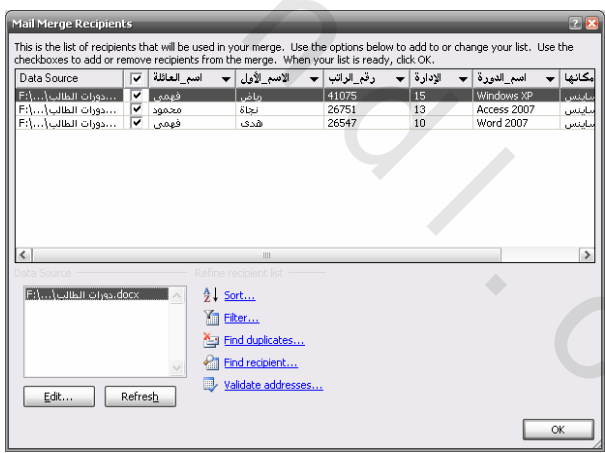 Mail Merge Recipients
This is the list of recipients that will be used in your merge. Use the options below to add to or change your list. Use the
checkboxes to add or remove recipients from the merge. When your list is ready, click OK.
Data Source اسم_العائلة الاسم_الأول رقم_الراتب الإدارة اسم_الدورة مكانها
F:\...\دورات الطالب... فهمي رياض 41075 15 Windows XP ساينس
F:\...\دورات الطالب... محمود نجاة 26751 13 Access 2007 ساينس
F:\...\دورات الطالب... فهمي هدى 26547 10 Word 2007 ساينس
Data Source Refine recipient list
F:\...\دورات الطالب.docx
Sort...
Filter...
Find duplicates...
Find recipient...
Validate addresses...
Edit... Refresh
OK